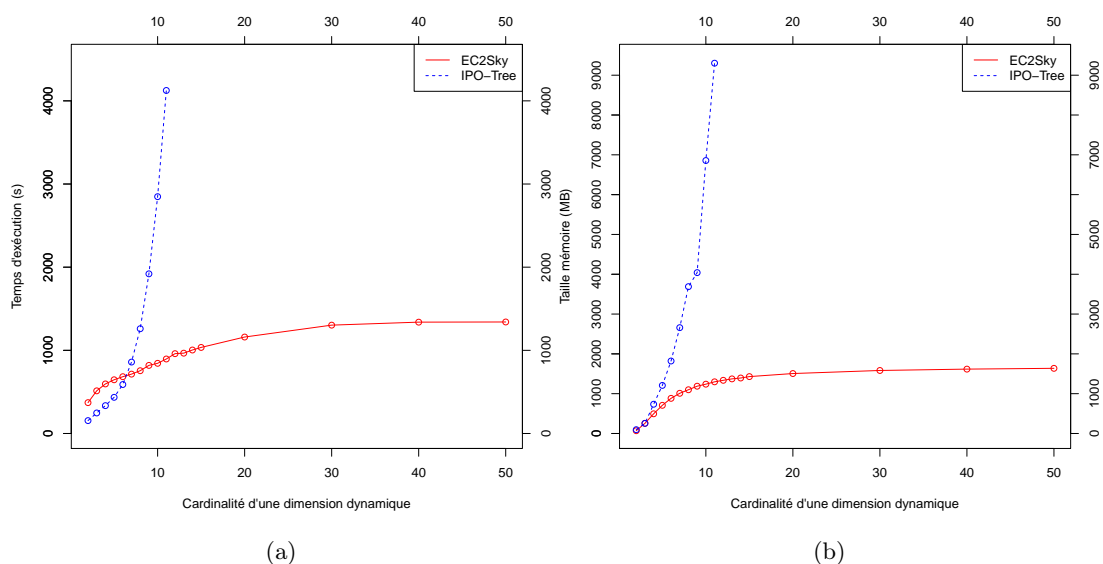 10 20 30 40 50
EC2Sky
IPO−Tree
Temps d'exécution (s)
0 1000 2000 3000 4000
0 1000 2000 3000 4000
10 20 30 40 50
Cardinalité d'une dimension dynamique
(a)
10 20 30 40 50
EC2Sky
IPO−Tree
Taille mémoire (MB)
0 1000 2000 3000 4000 5000 6000 7000 8000 9000
0 1000 3000 5000 7000 9000
10 20 30 40 50
Cardinalité d'une dimension dynamique
(b)